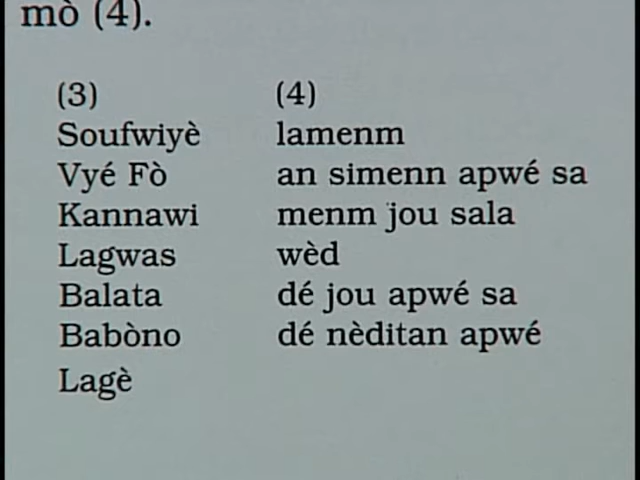 mò (4).
(3) (4)
Soufwiyè lamenm
Vyé Fò an simenn apwé sa
Kannawi menm jou sala
Lagwas wèd
Balata dé jou apwé sa
Babòno dé nèditan apwé
Lagè